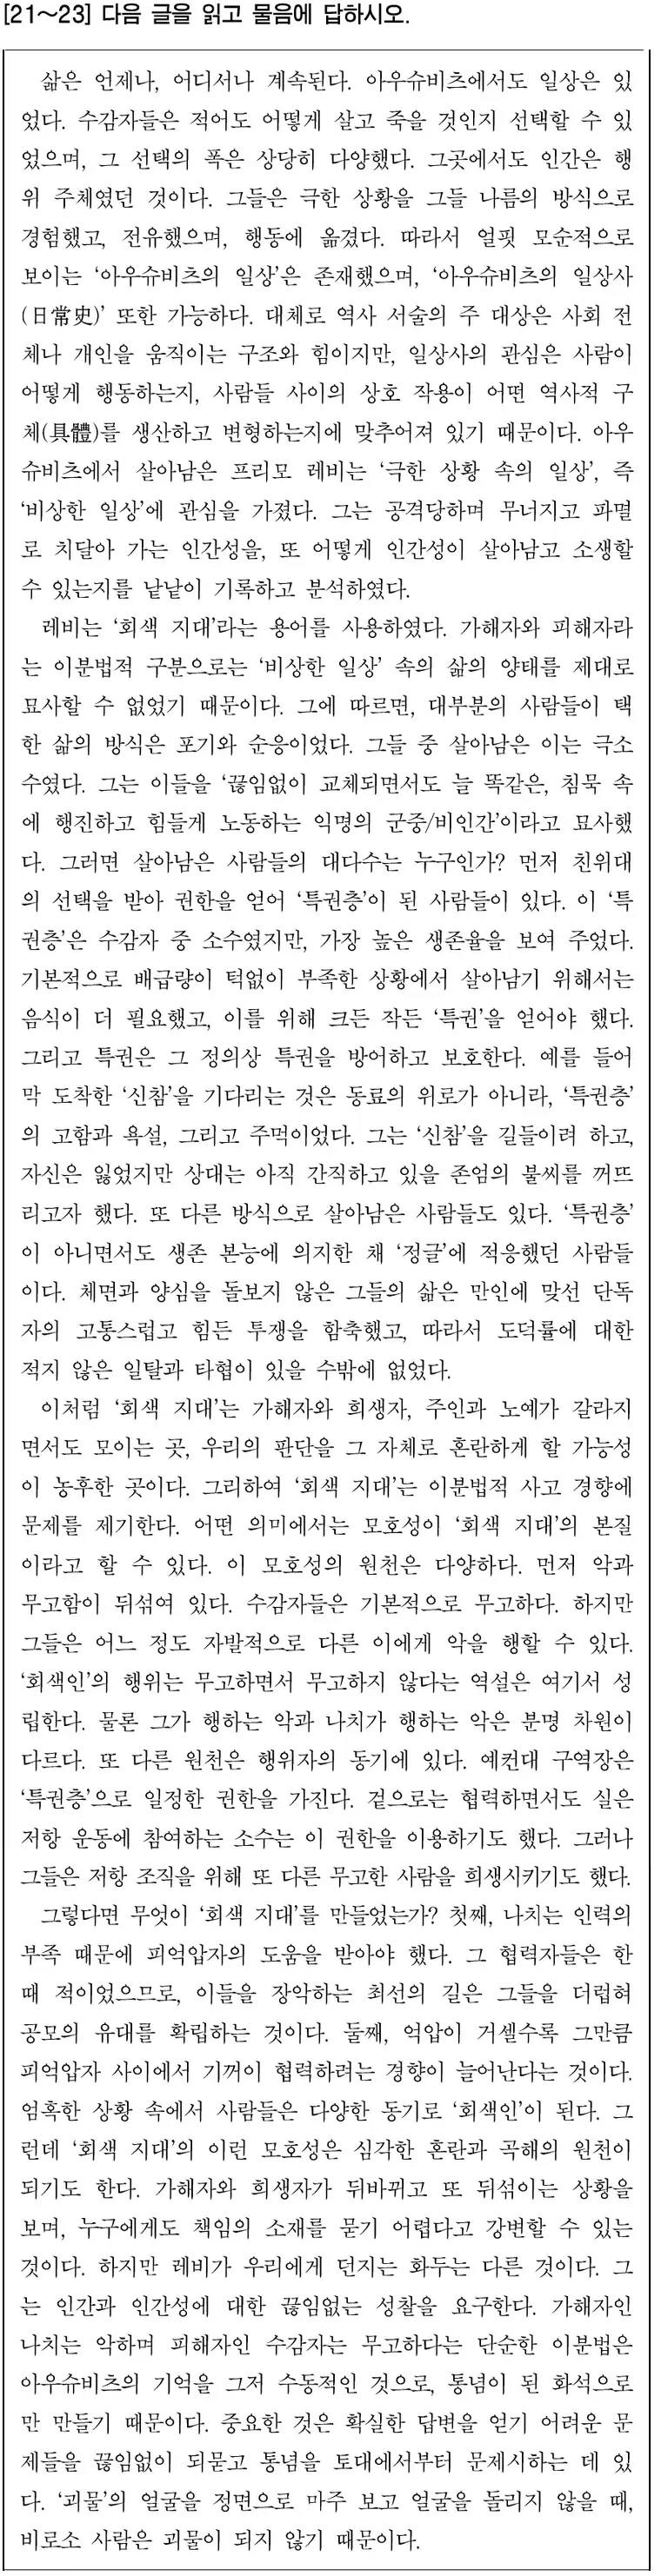 [21～23] 다음 글을 읽고 물음에 답하시오.
삶은 언제나, 어디서나 계속된다. 아우슈비츠에서도 일상은 있
었다. 수감자들은 적어도 어떻게 살고 죽을 것인지 선택할 수 있
었으며, 그 선택의 폭은 상당히 다양했다. 그곳에서도 인간은 행
위 주체였던 것이다. 그들은 극한 상황을 그들 나름의 방식으로
경험했고, 전유했으며, 행동에 옮겼다. 따라서 얼핏 모순적으로
보이는 ‘아우슈비츠의 일상’은 존재했으며, ‘아우슈비츠의 일상사
(日常史)’ 또한 가능하다. 대체로 역사 서술의 주 대상은 사회 전
체나 개인을 움직이는 구조와 힘이지만, 일상사의 관심은 사람이
어떻게 행동하는지, 사람들 사이의 상호 작용이 어떤 역사적 구
체(具體)를 생산하고 변형하는지에 맞추어져 있기 때문이다. 아우
슈비츠에서 살아남은 프리모 레비는 ‘극한 상황 속의 일상’, 즉
‘비상한 일상’에 관심을 가졌다. 그는 공격당하며 무너지고 파멸
로 치달아 가는 인간성을, 또 어떻게 인간성이 살아남고 소생할
수 있는지를 낱낱이 기록하고 분석하였다.
레비는 ‘회색 지대’라는 용어를 사용하였다. 가해자와 피해자라
는 이분법적 구분으로는 ‘비상한 일상’ 속의 삶의 양태를 제대로
묘사할 수 없었기 때문이다. 그에 따르면, 대부분의 사람들이 택
한 삶의 방식은 포기와 순응이었다. 그들 중 살아남은 이는 극소
수였다. 그는 이들을 ‘끊임없이 교체되면서도 늘 똑같은, 침묵 속
에 행진하고 힘들게 노동하는 익명의 군중/비인간’이라고 묘사했
다. 그러면 살아남은 사람들의 대다수는 누구인가? 먼저 친위대
의 선택을 받아 권한을 얻어 ‘특권층’이 된 사람들이 있다. 이 ‘특
권층’은 수감자 중 소수였지만, 가장 높은 생존율을 보여 주었다.
기본적으로 배급량이 턱없이 부족한 상황에서 살아남기 위해서는
음식이 더 필요했고, 이를 위해 크든 작든 ‘특권’을 얻어야 했다.
그리고 특권은 그 정의상 특권을 방어하고 보호한다. 예를 들어
막 도착한 ‘신참’을 기다리는 것은 동료의 위로가 아니라, ‘특권층’
의 고함과 욕설, 그리고 주먹이었다. 그는 ‘신참’을 길들이려 하고,
자신은 잃었지만 상대는 아직 간직하고 있을 존엄의 불씨를 꺼뜨
리고자 했다. 또 다른 방식으로 살아남은 사람들도 있다. ‘특권층’
이 아니면서도 생존 본능에 의지한 채 ‘정글’에 적응했던 사람들
이다. 체면과 양심을 돌보지 않은 그들의 삶은 만인에 맞선 단독
자의 고통스럽고 힘든 투쟁을 함축했고, 따라서 도덕률에 대한
적지 않은 일탈과 타협이 있을 수밖에 없었다.
이처럼 ‘회색 지대’는 가해자와 희생자, 주인과 노예가 갈라지
면서도 모이는 곳, 우리의 판단을 그 자체로 혼란하게 할 가능성
이 농후한 곳이다. 그리하여 ‘회색 지대’는 이분법적 사고 경향에
문제를 제기한다. 어떤 의미에서는 모호성이 ‘회색 지대’의 본질
이라고 할 수 있다. 이 모호성의 원천은 다양하다. 먼저 악과
무고함이 뒤섞여 있다. 수감자들은 기본적으로 무고하다. 하지만
그들은 어느 정도 자발적으로 다른 이에게 악을 행할 수 있다.
‘회색인’의 행위는 무고하면서 무고하지 않다는 역설은 여기서 성
립한다. 물론 그가 행하는 악과 나치가 행하는 악은 분명 차원이
다르다. 또 다른 원천은 행위자의 동기에 있다. 예컨대 구역장은
‘특권층’으로 일정한 권한을 가진다. 겉으로는 협력하면서도 실은
저항 운동에 참여하는 소수는 이 권한을 이용하기도 했다. 그러나
그들은 저항 조직을 위해 또 다른 무고한 사람을 희생시키기도 했다.
그렇다면 무엇이 ‘회색 지대’를 만들었는가? 첫째, 나치는 인력의
부족 때문에 피억압자의 도움을 받아야 했다. 그 협력자들은 한
때 적이었으므로, 이들을 장악하는 최선의 길은 그들을 더럽혀
공모의 유대를 확립하는 것이다. 둘째, 억압이 거셀수록 그만큼
피억압자 사이에서 기꺼이 협력하려는 경향이 늘어난다는 것이다.
엄혹한 상황 속에서 사람들은 다양한 동기로 ‘회색인’이 된다. 그
런데 ‘회색 지대’의 이런 모호성은 심각한 혼란과 곡해의 원천이
되기도 한다. 가해자와 희생자가 뒤바뀌고 또 뒤섞이는 상황을
보며, 누구에게도 책임의 소재를 묻기 어렵다고 강변할 수 있는
것이다. 하지만 레비가 우리에게 던지는 화두는 다른 것이다. 그
는 인간과 인간성에 대한 끊임없는 성찰을 요구한다. 가해자인
나치는 악하며 피해자인 수감자는 무고하다는 단순한 이분법은
아우슈비츠의 기억을 그저 수동적인 것으로, 통념이 된 화석으로
만 만들기 때문이다. 중요한 것은 확실한 답변을 얻기 어려운 문
제들을 끊임없이 되묻고 통념을 토대에서부터 문제시하는 데 있
다. ‘괴물’의 얼굴을 정면으로 마주 보고 얼굴을 돌리지 않을 때,
비로소 사람은 괴물이 되지 않기 때문이다.